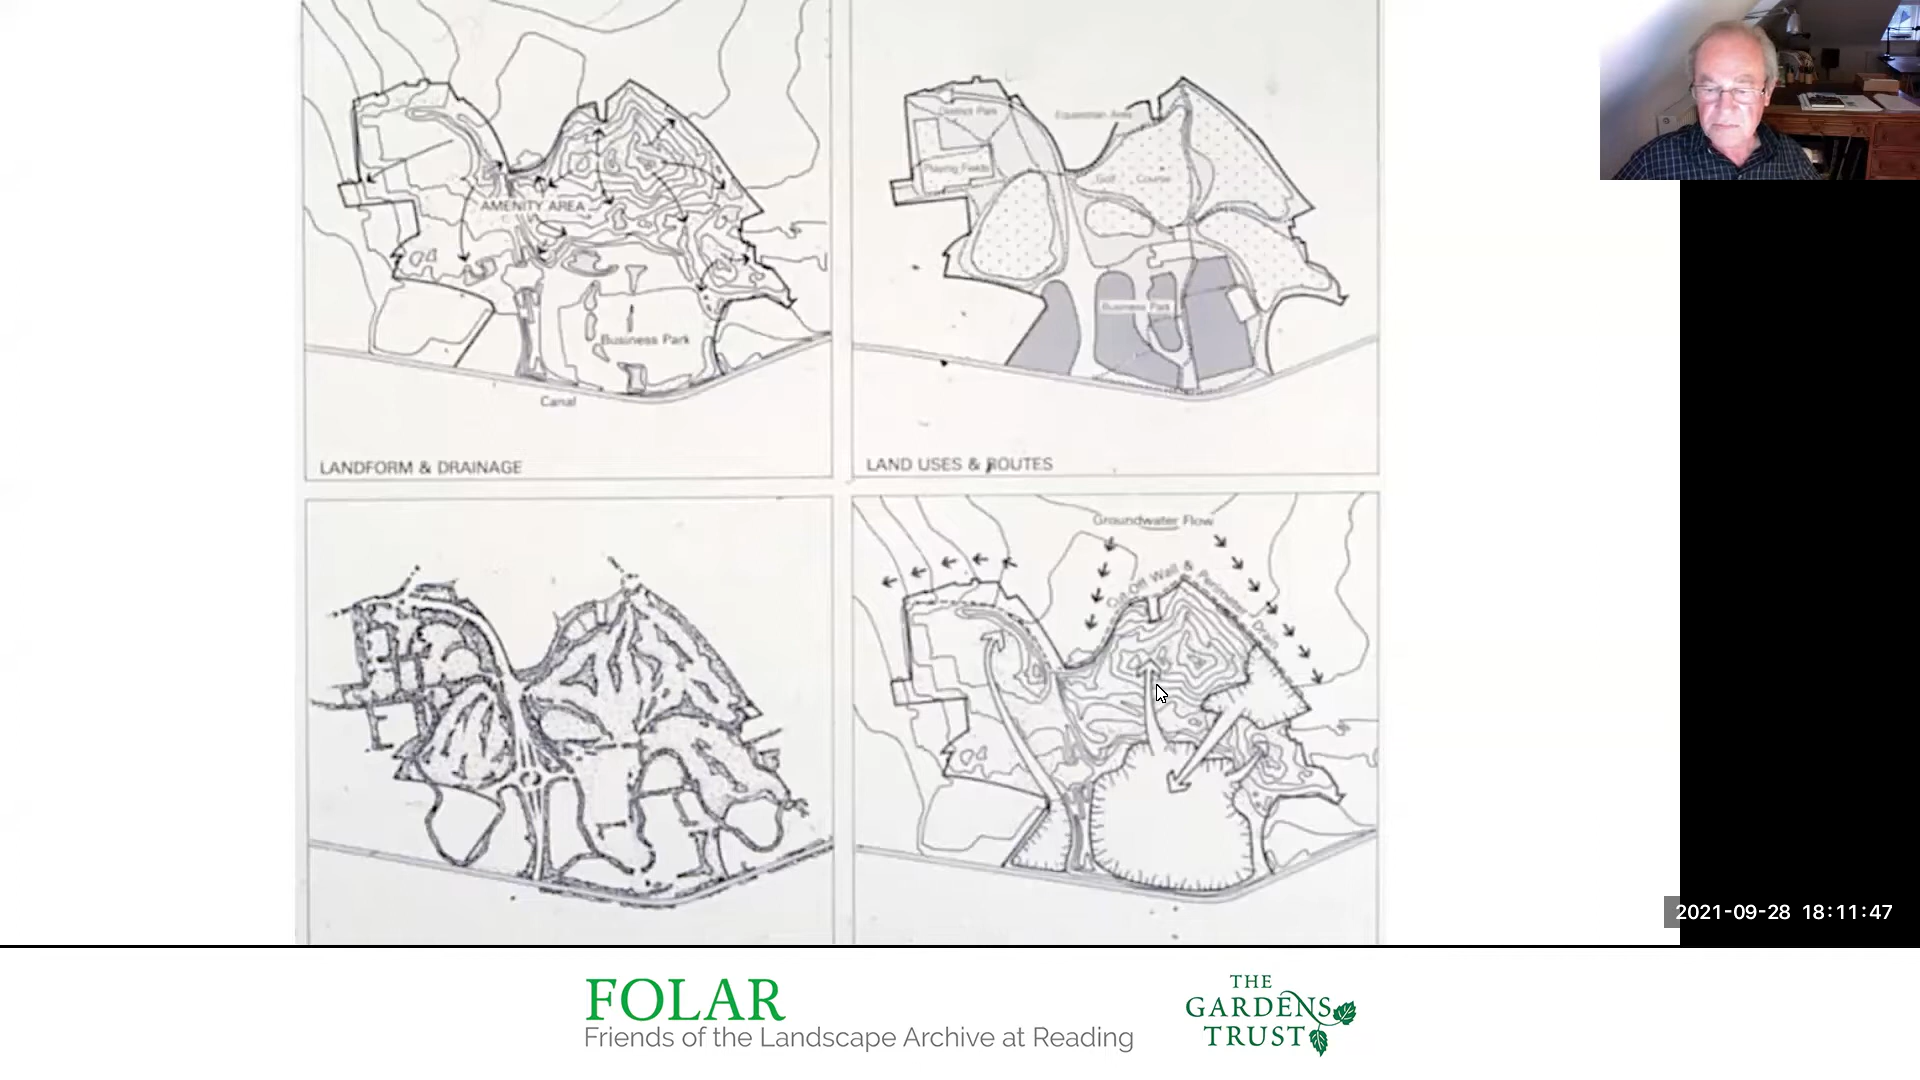 AMENITY AREA
Business Park
Canal
LANDFORM & DRAINAGE
District Park
Equestrian Area
Playing Fields
Golf Course
Business Park
LAND USES & ROUTES
Groundwater Flow
Cut Off Wall & Perimeter Drain
2021-09-28 18:11:47
FOLAR
Friends of the Landscape Archive at Reading
THE
GARDENS
TRUST